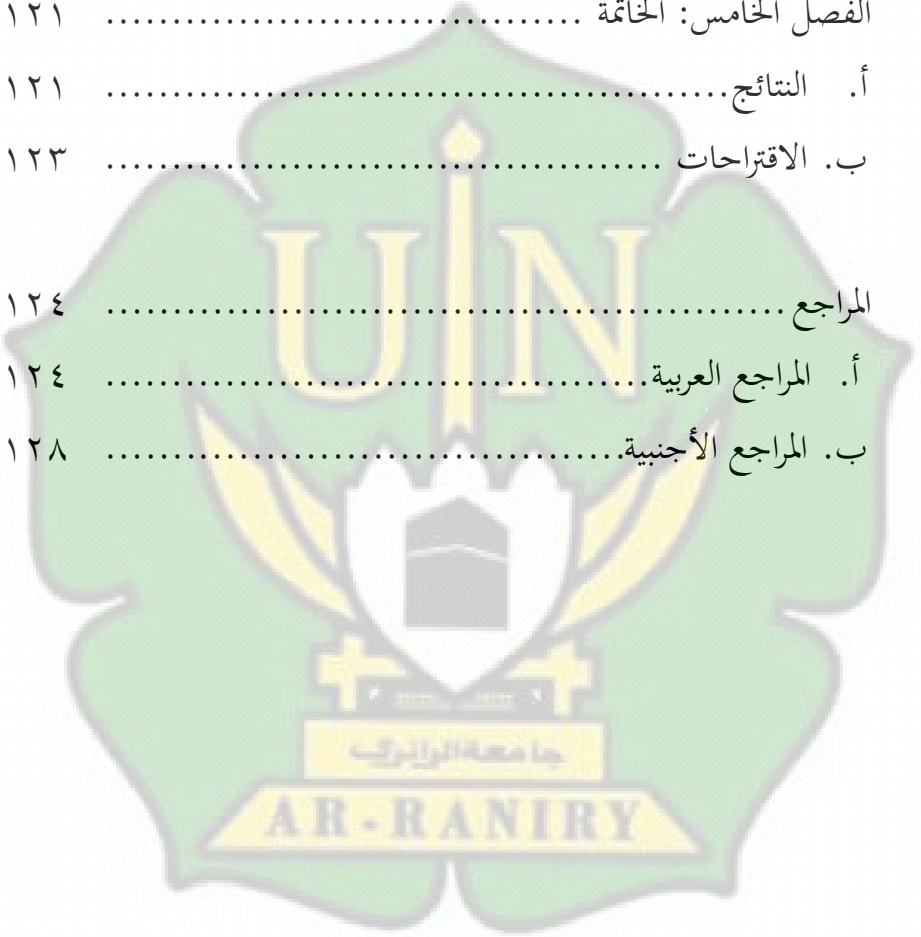 الفصل الخامس: الخاتمة ................................ ١٢١
أ. النتائج ................................................ ١٢١
ب. الاقتراحات ........................................ ١٢٣
المراجع .................................................... ١٢٤
أ. المراجع العربية ........................................ ١٢٤
ب. المراجع الأجنبية ...................................... ١٢٨
UIN
جامعة الرانري
AR-RANIRY